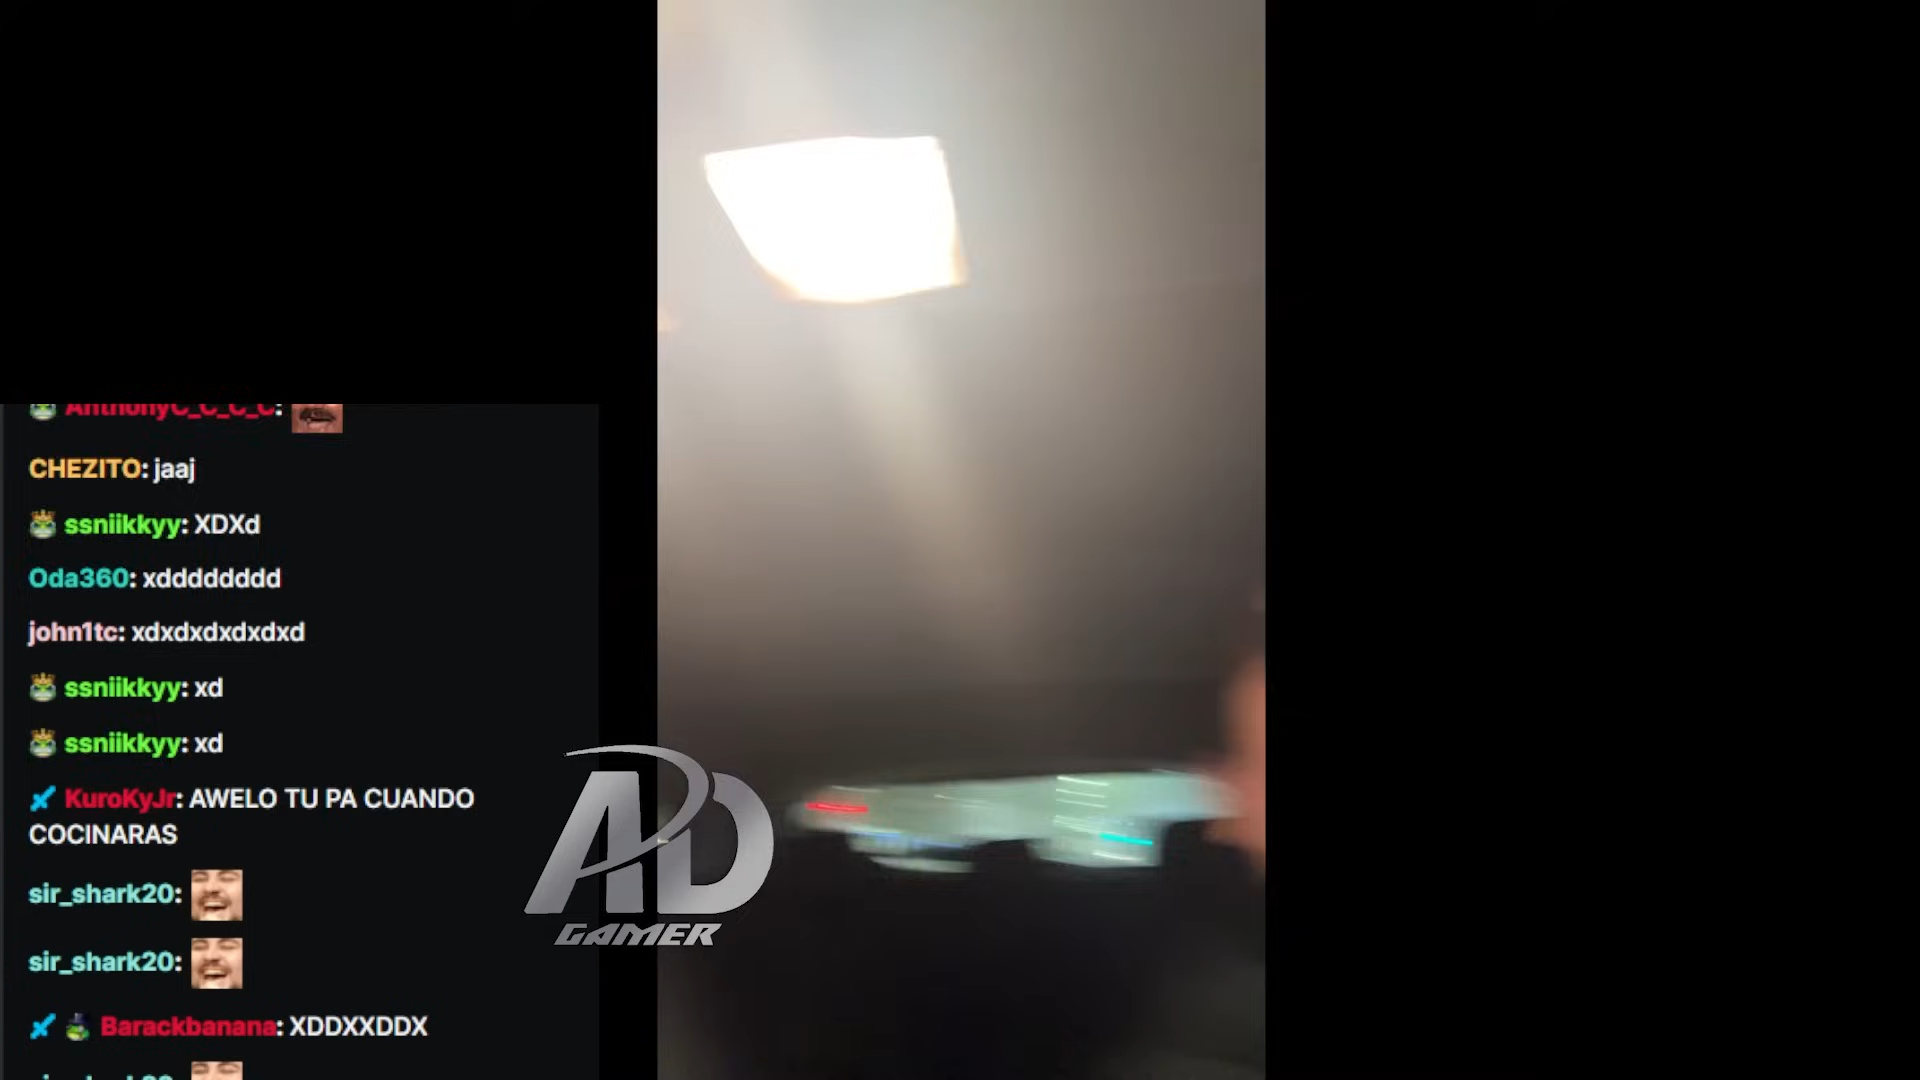 AnthonyC_C_C_C:
CHEZITO: jaaj
ssniikkyy: XDXd
Oda360: xdddddddd
john1tc: xdxdxdxdxdxd
ssniikkyy: xd
ssniikkyy: xd
KuroKyJr: AWELO TU PA CUANDO
COCINARAS
sir_shark20:
sir_shark20:
Barackbanana: XDDXXDDX
AD
GAMER